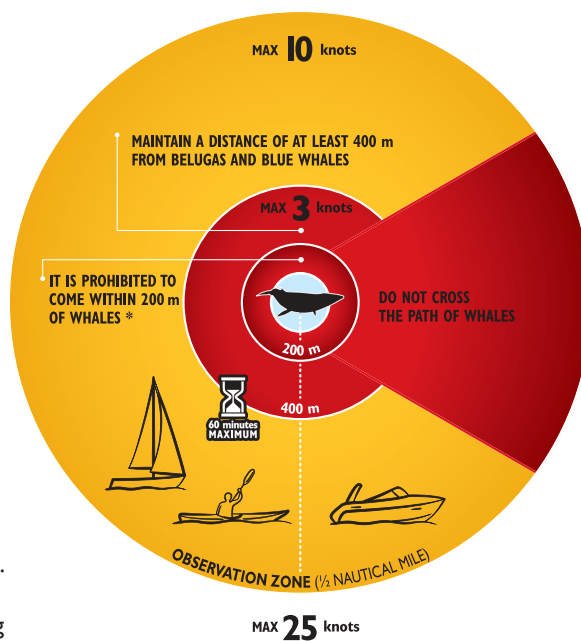 MAX 10 knots
MAINTAIN A DISTANCE OF AT LEAST 400 m
FROM BELUGAS AND BLUE WHALES
MAX 3 knots
IT IS PROHIBITED TO
COME WITHIN 200 m
OF WHALES *
DO NOT CROSS
THE PATH OF WHALES
200 m
400 m
60 minutes
MAXIMUM
OBSERVATION ZONE (½ NAUTICAL MILE)
.
g
MAX 25 knots